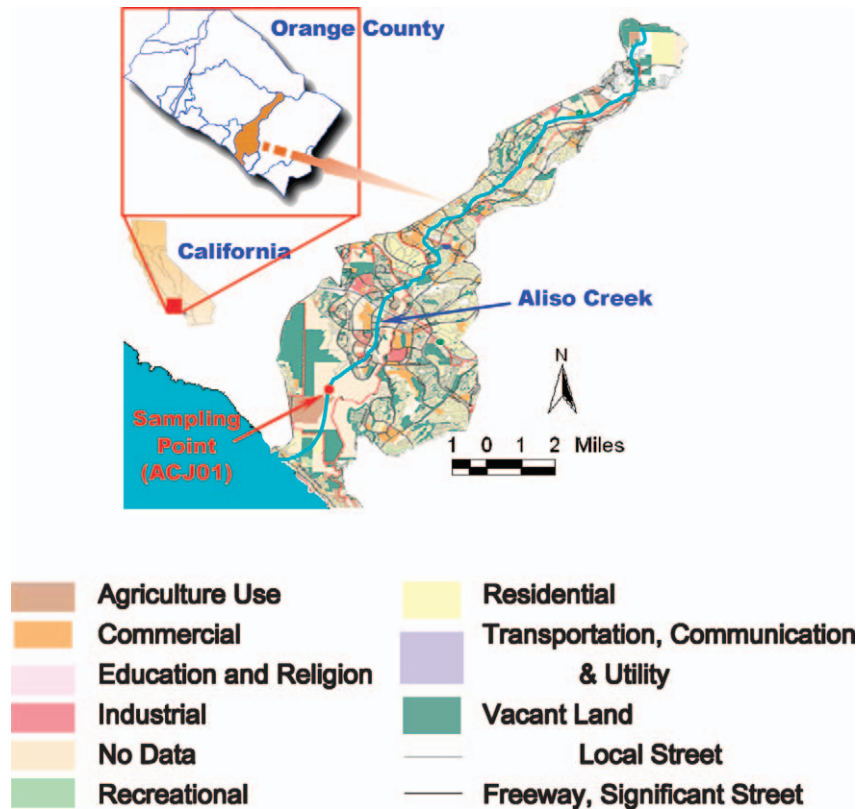 Orange County
California
Aliso Creek
N
Sampling
Point
(ACJ01)
1 0 1 2 Miles
Agriculture Use
Commercial
Education and Religion
Industrial
No Data
Recreational
Residential
Transportation, Communication
& Utility
Vacant Land
Local Street
Freeway, Significant Street